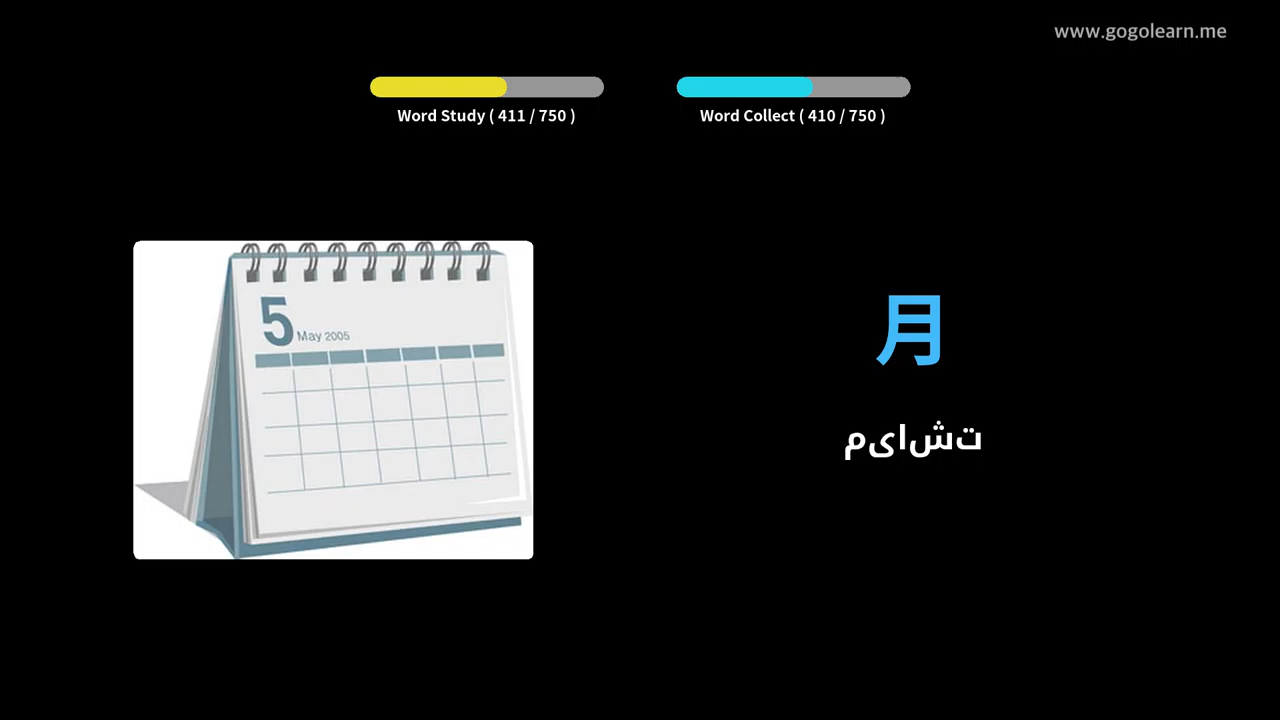 www.gogolearn.me
Word Study ( 411 / 750 )
Word Collect ( 410 / 750 )
5 May 2005
月
تشایم